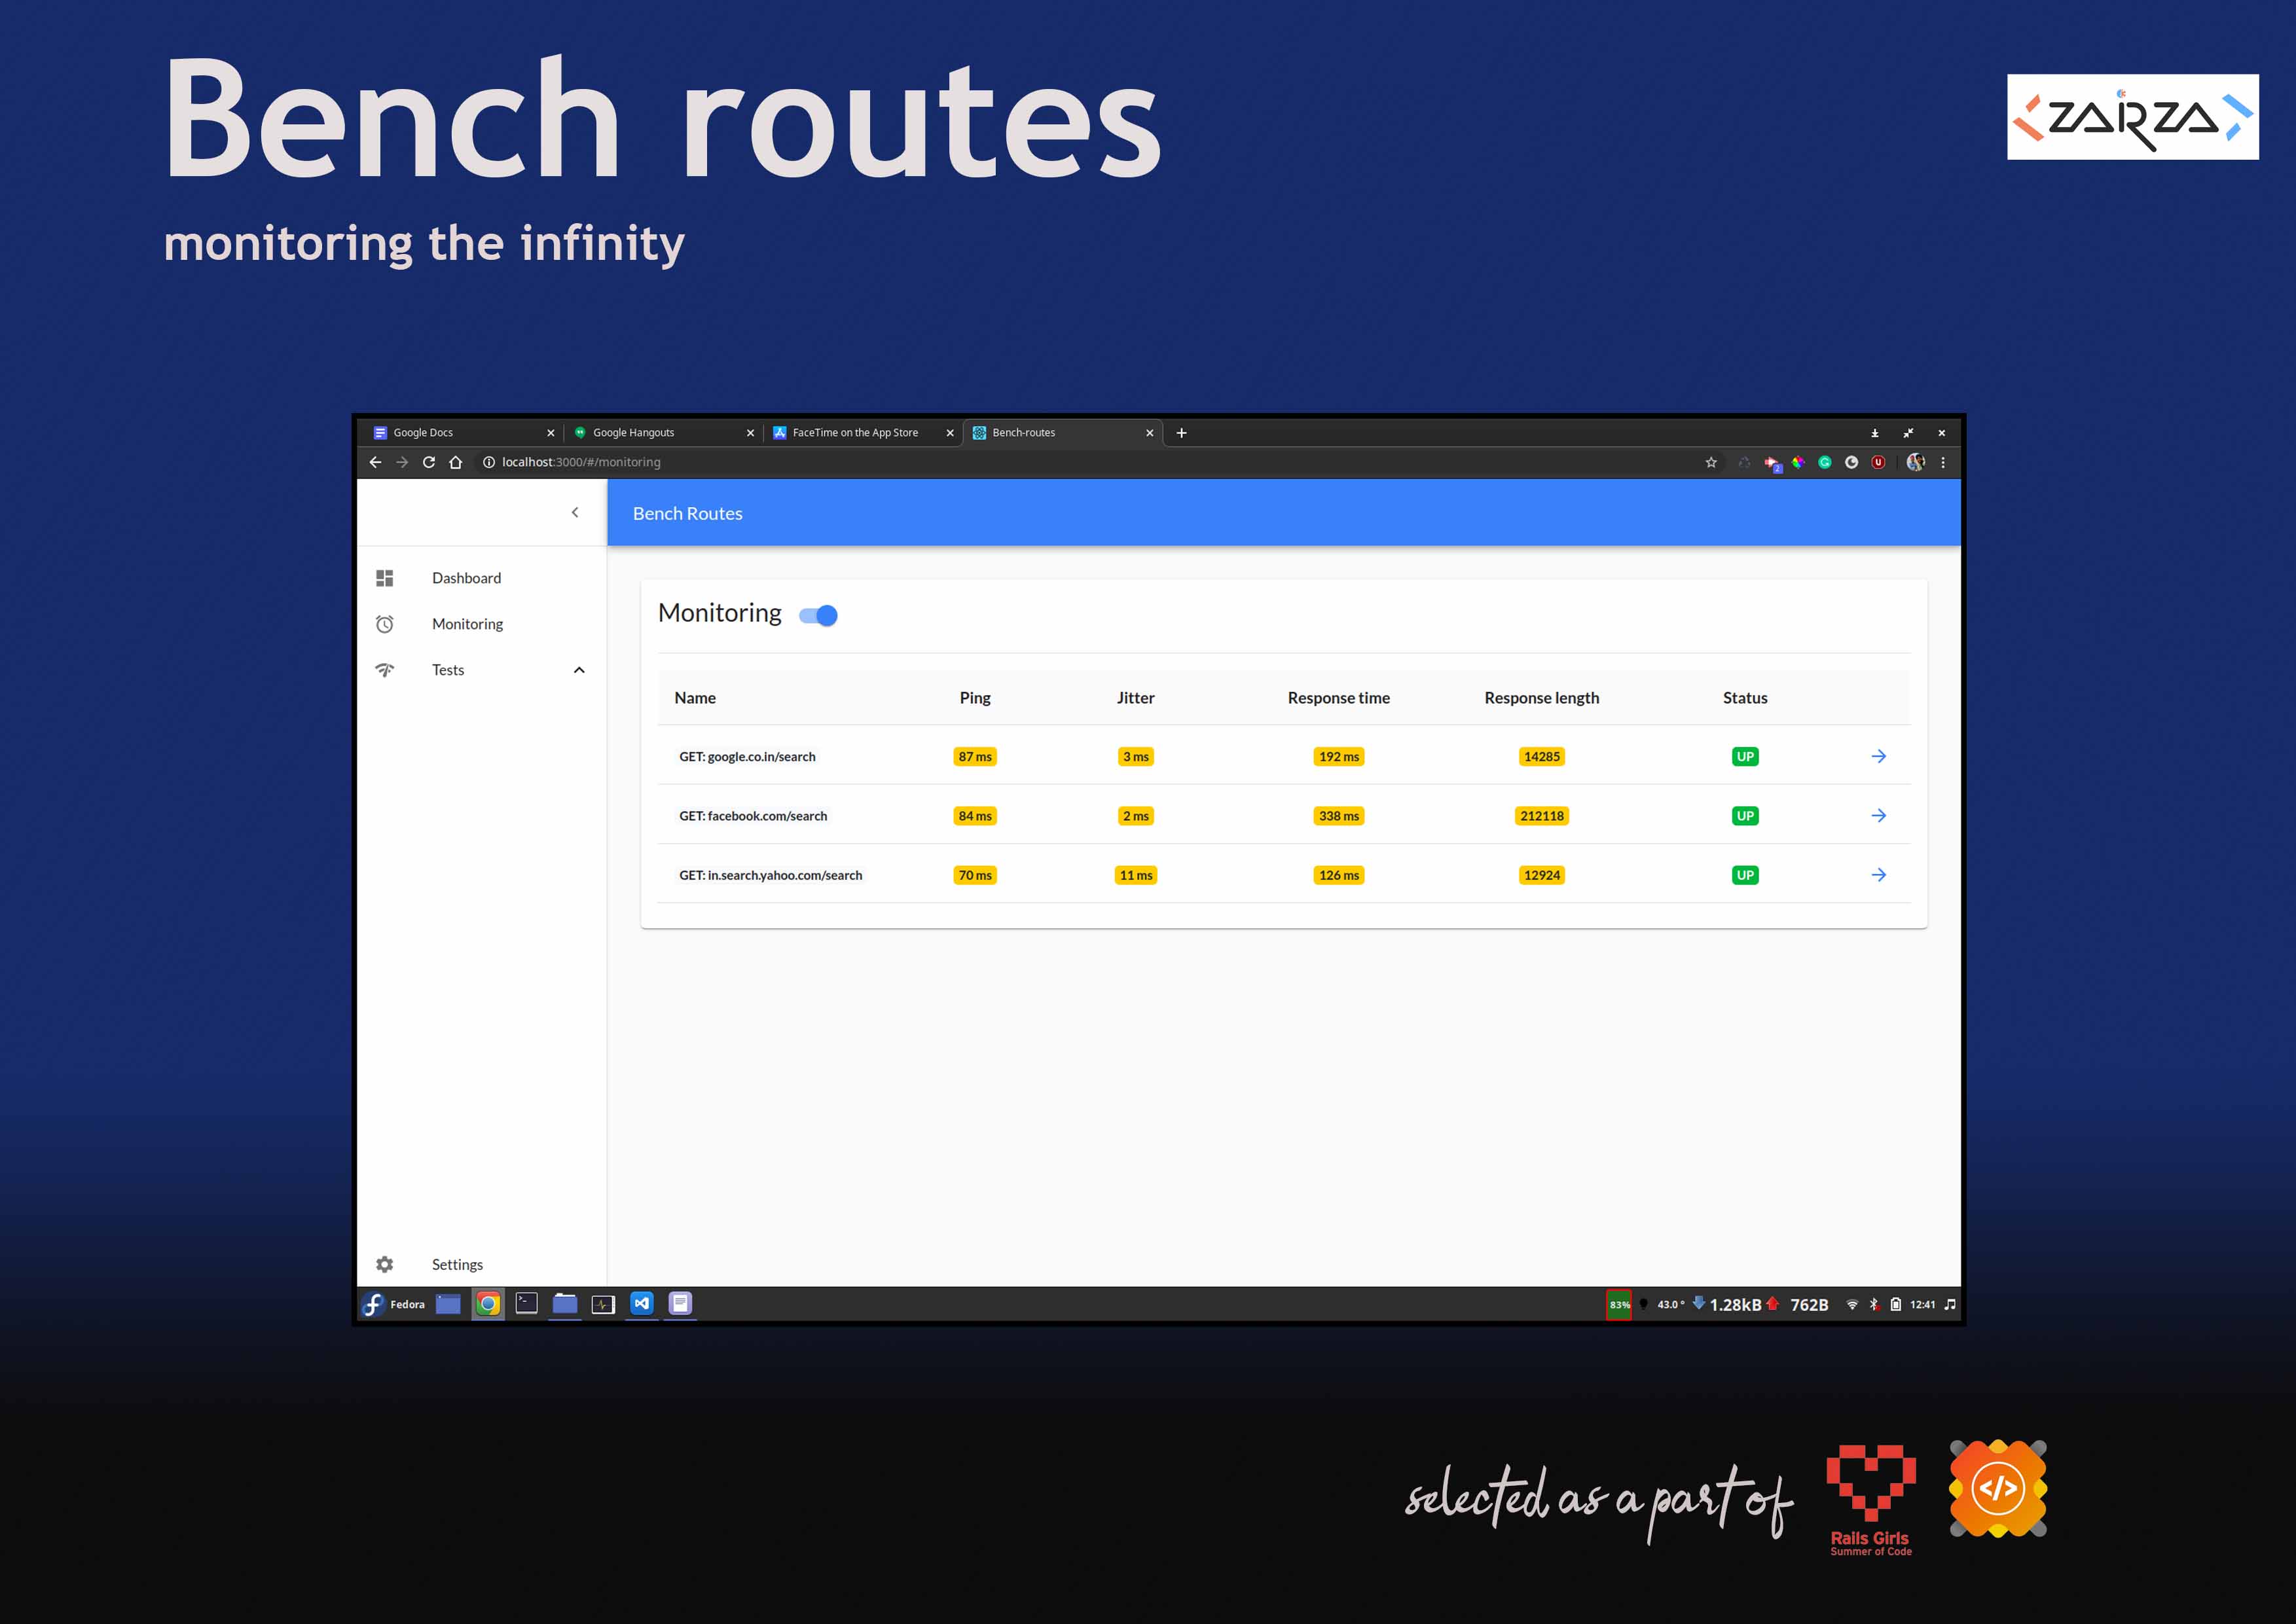 Bench routes
monitoring the infinity
ZAIRZA
Google Docs
Google Hangouts
FaceTime on the App Store
Bench-routes
localhost:3000/#/monitoring
2
Bench Routes
Dashboard
Monitoring
Tests
Settings
Monitoring
Name Ping Jitter Response time Response length Status
GET: google.co.in/search 87 ms 3 ms 192 ms 14285 UP
GET: facebook.com/search 84 ms 2 ms 338 ms 212118 UP
GET: in.search.yahoo.com/search 70 ms 11 ms 126 ms 12924 UP
Fedora 83% 43.0 ° 1.28kB 762B 12:41
selected as a part of
</>
Rails Girls
Summer of Code